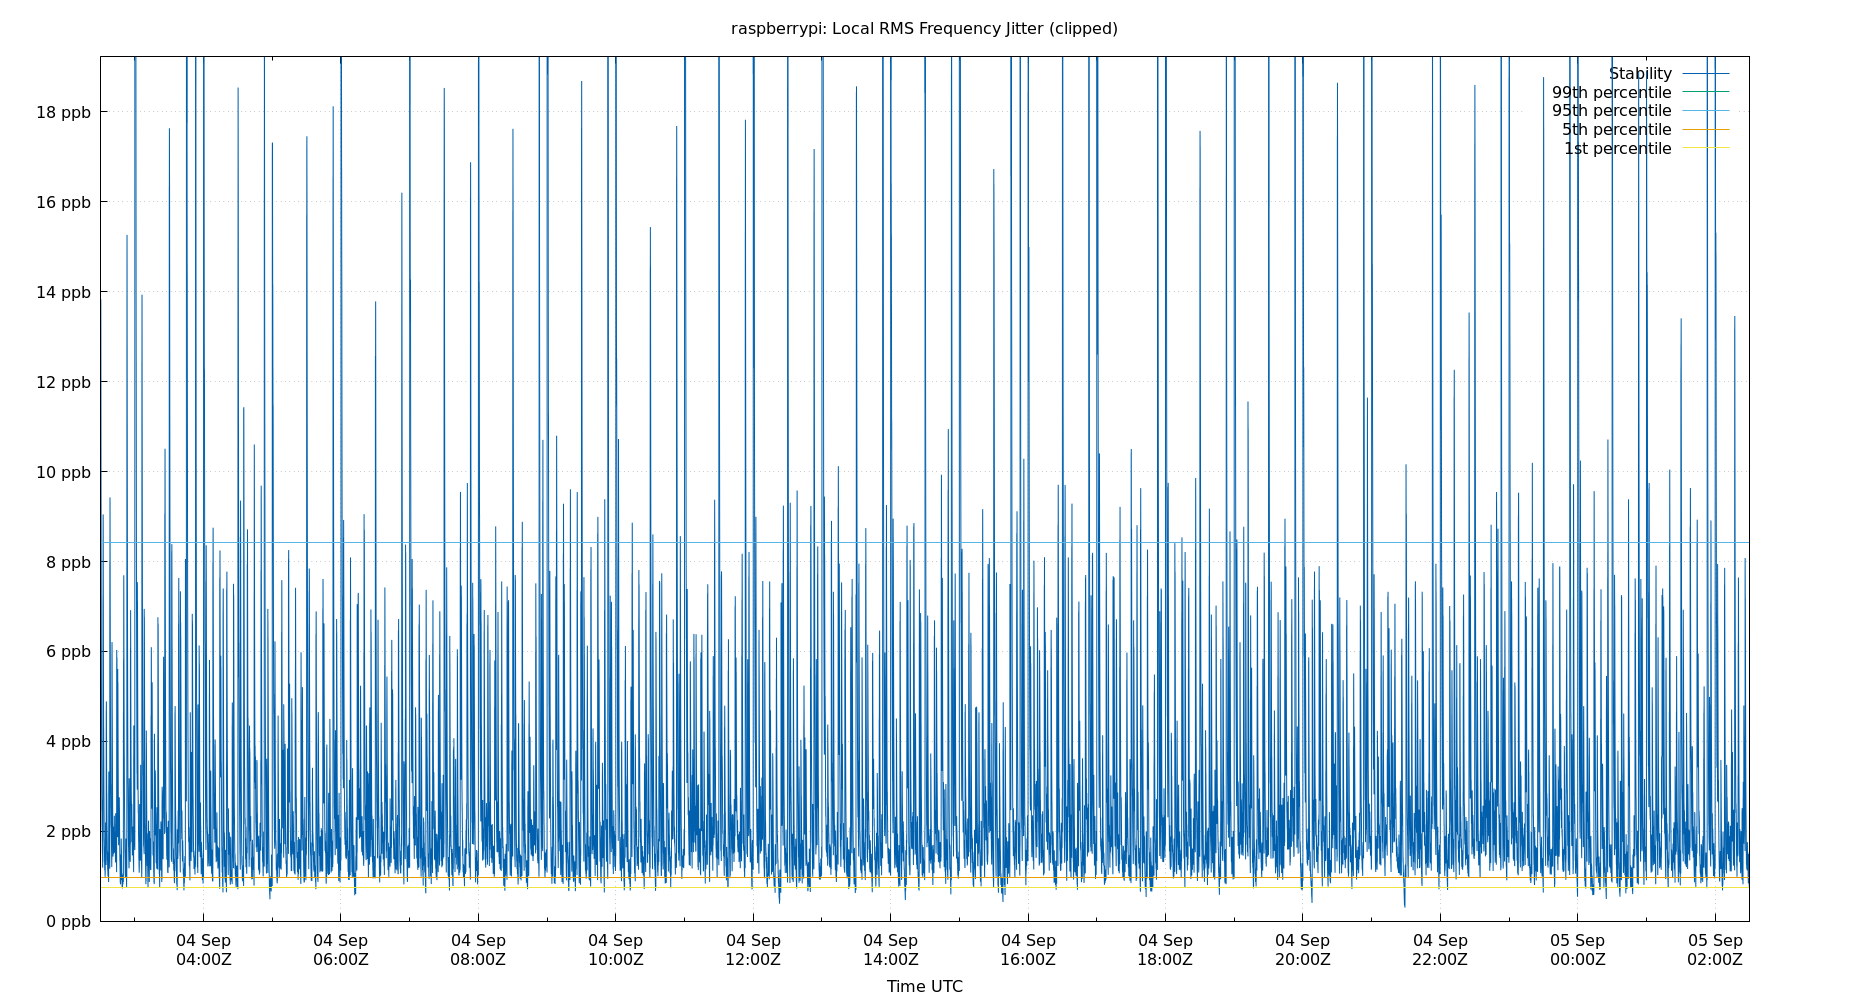 raspberrypi: Local RMS Frequency Jitter (clipped)
Stability
99th percentile
95th percentile
5th percentile
1st percentile
18 ppb
16 ppb
14 ppb
12 ppb
10 ppb
8 ppb
6 ppb
4 ppb
2 ppb
0 ppb
04 Sep 04 Sep 04 Sep 04 Sep 04 Sep 04 Sep 04 Sep 04 Sep 04 Sep 04 Sep 05 Sep 05 Sep
04:00Z 06:00Z 08:00Z 10:00Z 12:00Z 14:00Z 16:00Z 18:00Z 20:00Z 22:00Z 00:00Z 02:00Z
Time UTC